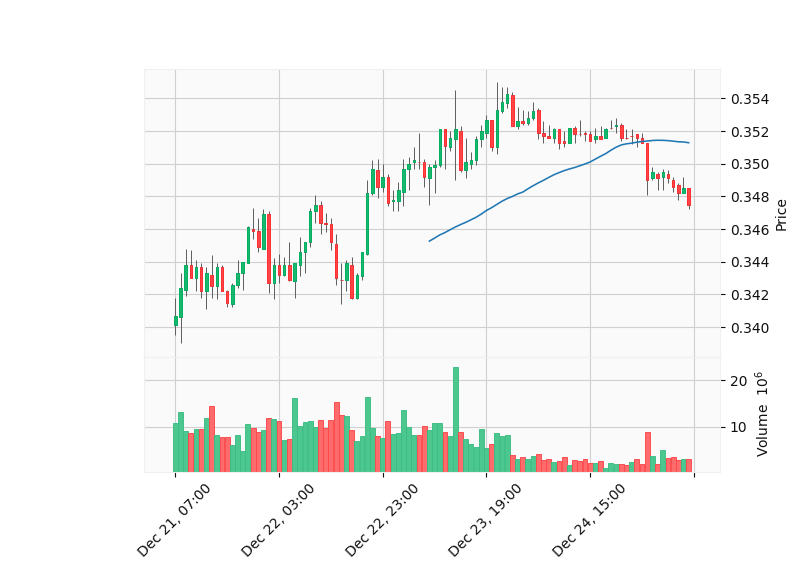 0.354
0.352
0.350
0.348
0.346
0.344
0.342
0.340
Price
20
10
Volume 10^6
Dec 21, 07:00
Dec 22, 03:00
Dec 22, 23:00
Dec 23, 19:00
Dec 24, 15:00